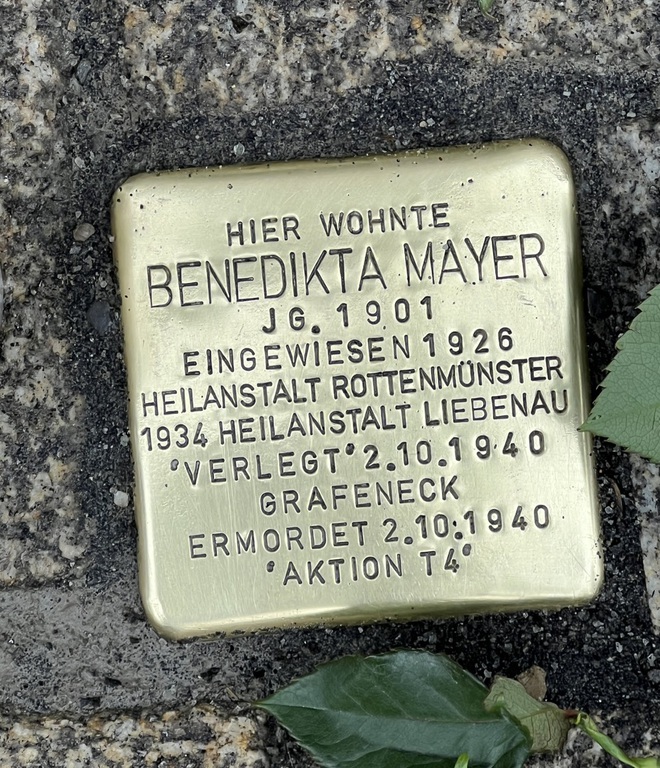 HIER WOHNTE
BENEDIKTA MAYER
JG. 1901
EINGEWIESEN 1926
HEILANSTALT ROTTENMÜNSTER
1934 HEILANSTALT LIEBENAU
"VERLEGT" 2.10.1940
GRAFENECK
ERMORDET 2.10.1940
"AKTION T4"